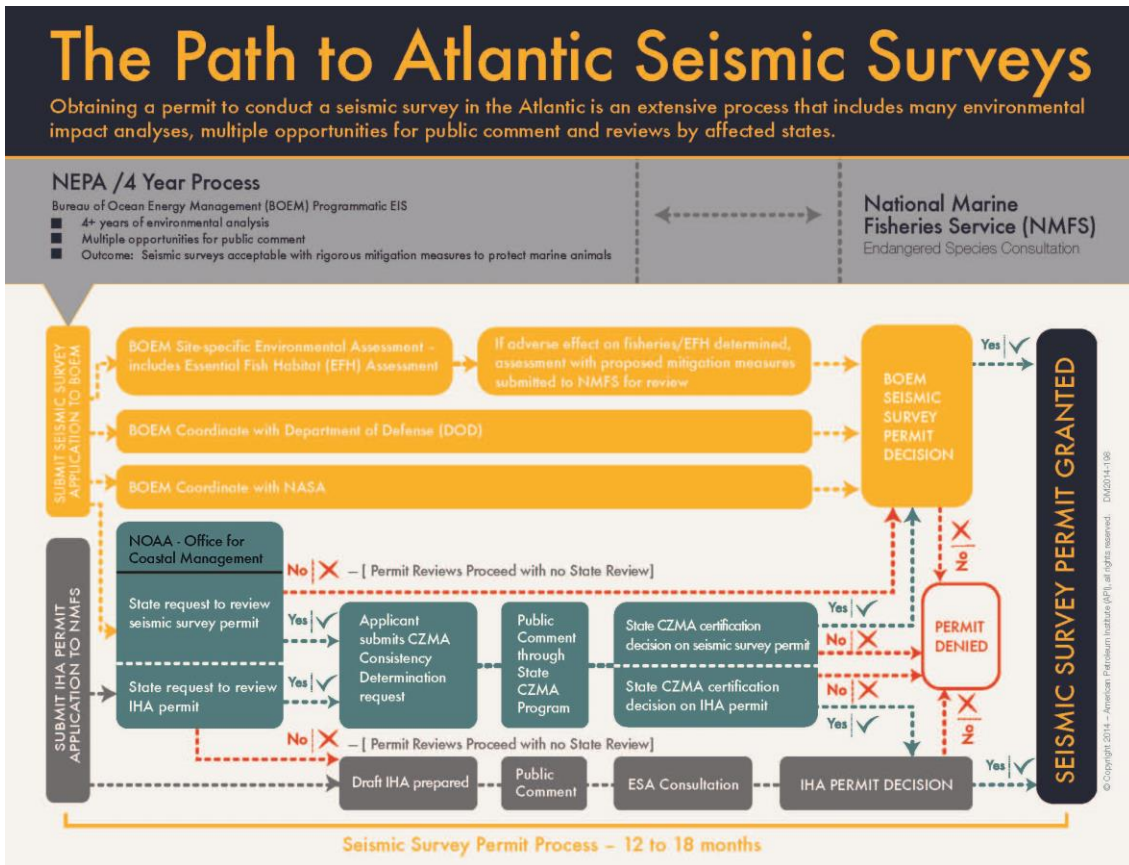 The Path to Atlantic Seismic Surveys
Obtaining a permit to conduct a seismic survey in the Atlantic is an extensive process that includes many environmental
impact analyses, multiple opportunities for public comment and reviews by affected states.
NEPA /4 Year Process
Bureau of Ocean Energy Management (BOEM) Programmatic EIS
4+ years of environmental analysis
Multiple opportunities for public comment
Outcome: Seismic surveys acceptable with rigorous mitigation measures to protect marine animals
National Marine
Fisheries Service (NMFS)
Endangered Species Consultation
SUBMIT SEISMIC SURVEY
APPLICATION TO BOEM
BOEM Site-specific Environmental Assessment –
includes Essential Fish Habitat (EFH) Assessment
If adverse effect on fisheries/EFH determined,
assessment with proposed mitigation measures
submitted to NMFS for review
BOEM Coordinate with Department of Defense (DOD)
BOEM Coordinate with NASA
BOEM
SEISMIC
SURVEY
PERMIT
DECISION
Yes
No
SUBMIT IHA PERMIT
APPLICATION TO NMFS
NOAA - Office for
Coastal Management
State request to review
seismic survey permit
State request to review
IHA permit
No – [ Permit Reviews Proceed with no State Review]
Yes
Yes
Applicant
submits CZMA
Consistency
Determination
request
Public
Comment
through
State
CZMA
Program
State CZMA certification
decision on seismic survey permit
State CZMA certification
decision on IHA permit
Yes
No
No
Yes
PERMIT
DENIED
No
No – [ Permit Reviews Proceed with no State Review]
Draft IHA prepared
Public
Comment
ESA Consultation
IHA PERMIT DECISION
Yes
SEISMIC SURVEY PERMIT GRANTED
© Copyright 2014 – American Petroleum Institute (API), all rights reserved. DM2014-196
Seismic Survey Permit Process – 12 to 18 months